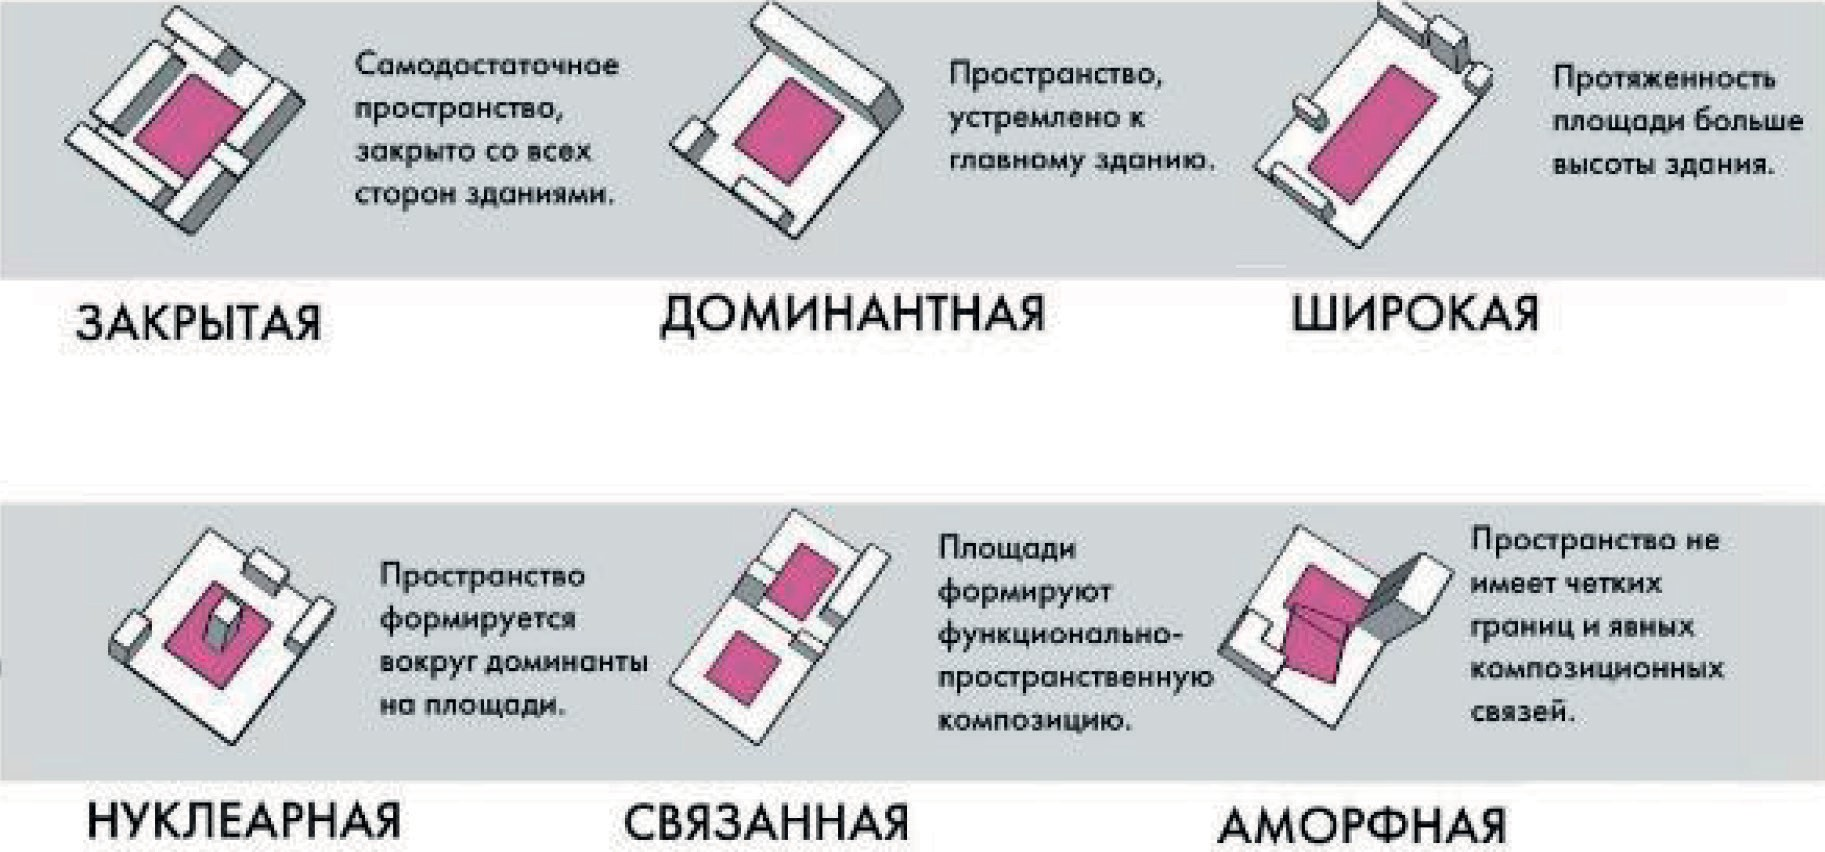 Самодостаточное
пространство,
закрыто со всех
сторон зданиями.
ЗАКРЫТАЯ
Пространство,
устремлено к
главному зданию.
ДОМИНАНТНАЯ
Протяженность
площади больше
высоты здания.
ШИРОКАЯ
Пространство
формируется
вокруг доминанты
на площади.
НУКЛЕАРНАЯ
Площади
формируют
функционально-
пространственную
композицию.
СВЯЗАННАЯ
Пространство не
имеет четких
границ и явных
композиционных
связей.
АМОРФНАЯ